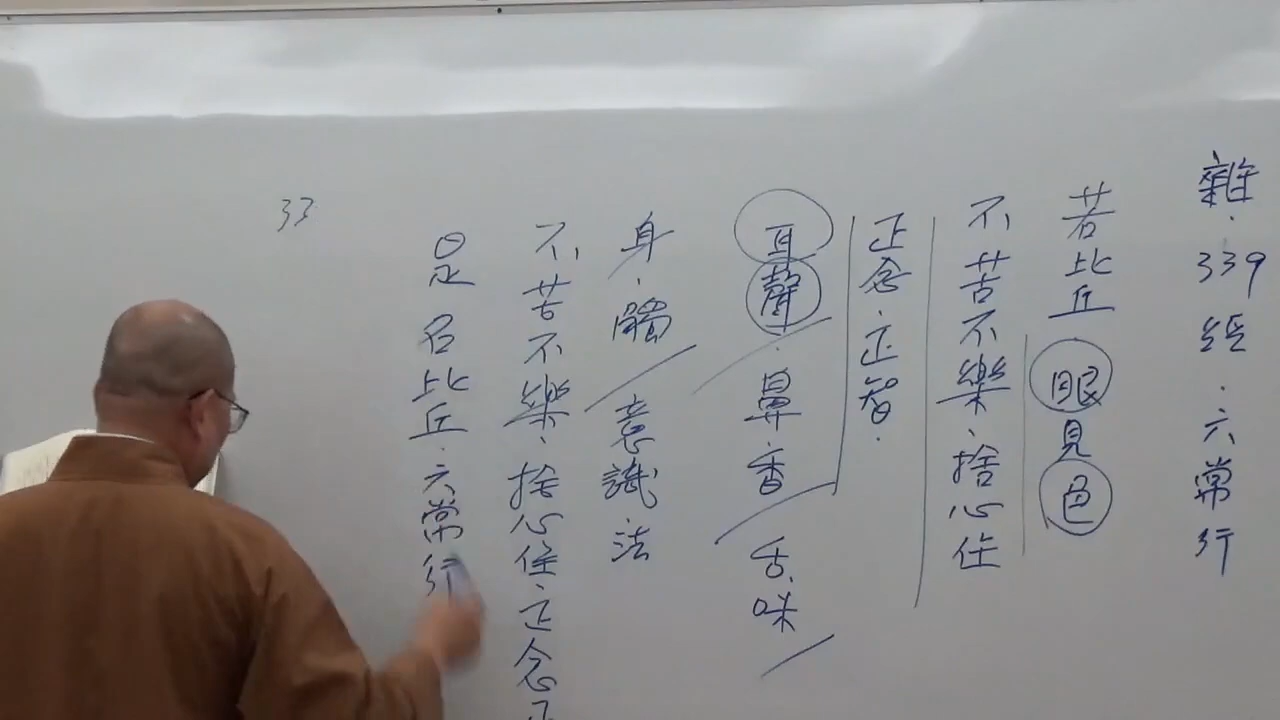 雜．339經．六常行
若比丘眼見色
不苦不樂、捨心住
正念．正智．
耳聲．鼻香舌味
身．觸意識法
不苦不樂、捨心住、正念正
是名比丘．六常行
33